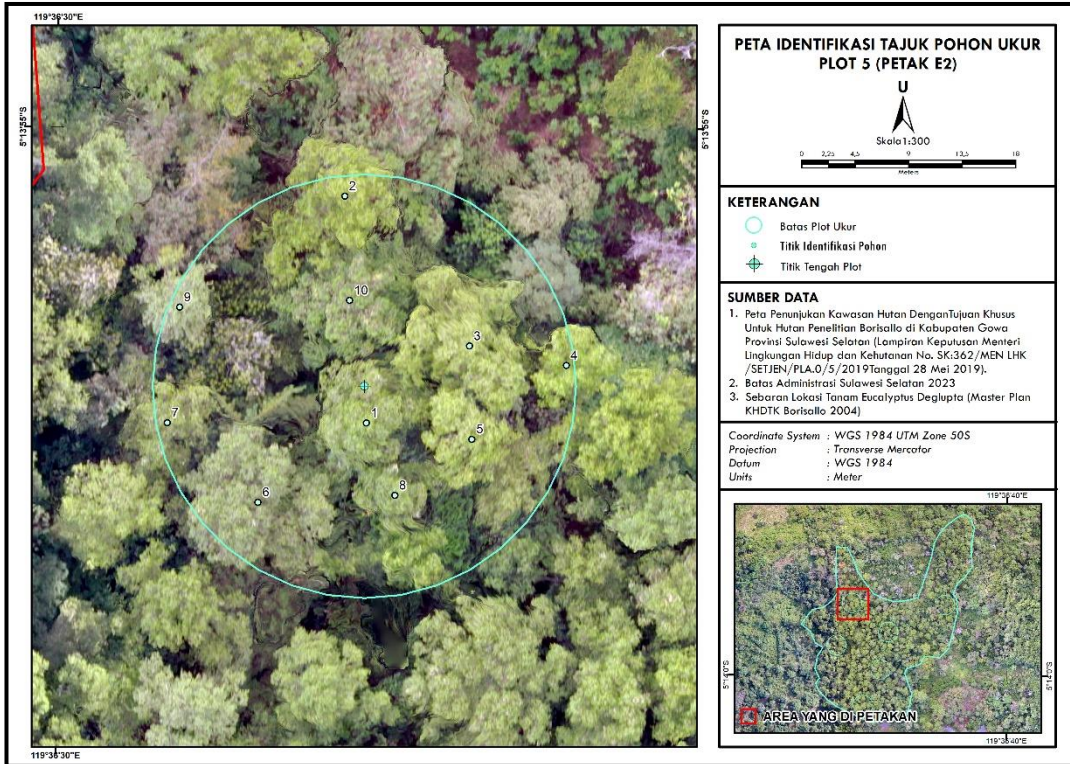 119°36'30"E
5°13'55"S
5°13'55"S
2
10
9
3
4
1
7
5
8
6
119°36'30"E
PETA IDENTIFIKASI TAJUK POHON UKUR
PLOT 5 (PETAK E2)
U
Skala 1:300
0 2,25 4,5 9 13,5 18
Meters
KETERANGAN
Batas Plot Ukur
Titik Identifikasi Pohon
Titik Tengah Plot
SUMBER DATA
1. Peta Penunjukan Kawasan Hutan DenganTujuan Khusus
Untuk Hutan Penelitian Borisallo di Kabupaten Gowa
Provinsi Sulawesi Selatan (Lampiran Keputusan Menteri
Lingkungan Hidup dan Kehutanan No. SK:362/MEN LHK
/SETJEN/PLA.0/5/2019Tanggal 28 Mei 2019).
2. Batas Administrasi Sulawesi Selatan 2023
3. Sebaran Lokasi Tanam Eucalyptus Deglupta (Master Plan
KHDTK Borisallo 2004)
Coordinate System : WGS 1984 UTM Zone 50S
Projection : Transverse Mercator
Datum : WGS 1984
Units : Meter
119°36'40"E
5°14'0"S
5°14'0"S
AREA YANG DI PETAKAN
119°36'40"E